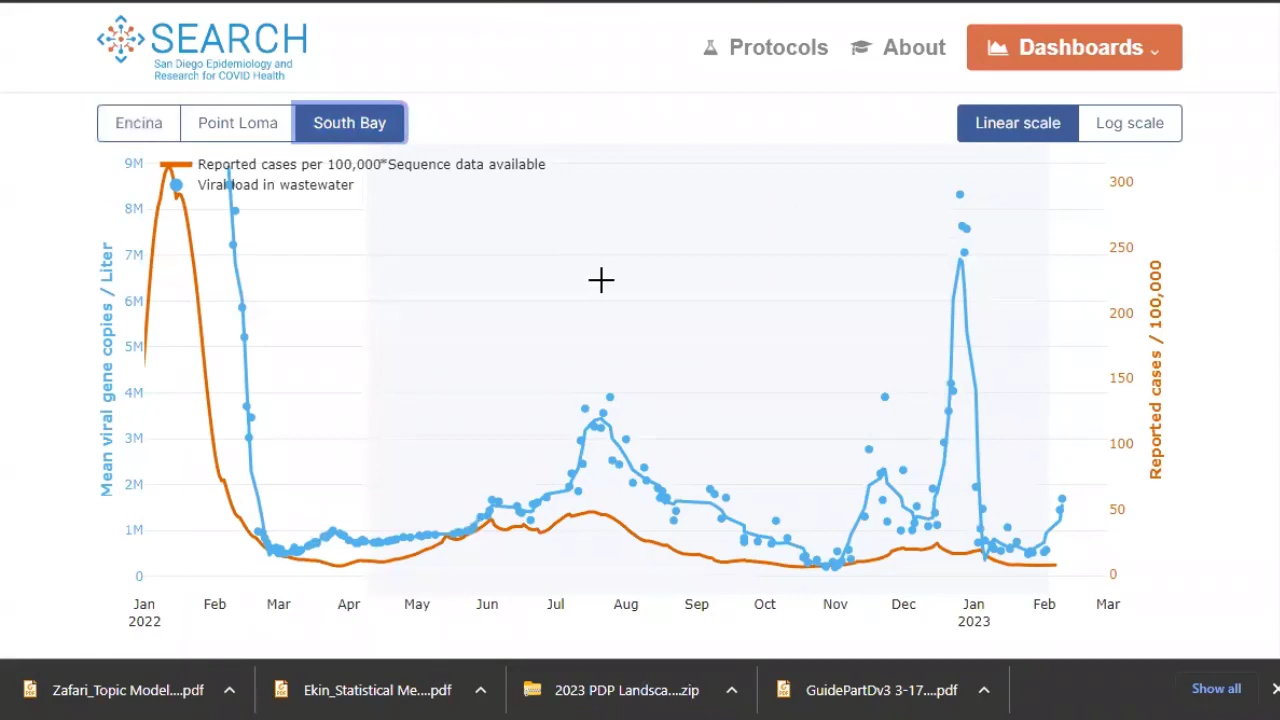 SEARCH
San Diego Epidemiology and
Research for COVID Health
Protocols
About
Dashboards
Encina
Point Loma
South Bay
Linear scale
Log scale
Reported cases per 100,000*Sequence data available
Viral load in wastewater
Mean viral gene copies / Liter
9M
8M
7M
6M
5M
4M
3M
2M
1M
0
300
250
200
150
100
50
0
Reported cases / 100,000
Jan Feb Mar Apr May Jun Jul Aug Sep Oct Nov Dec Jan Feb Mar
2022 2023
Zafari_Topic Model....pdf
Ekin_Statistical Me....pdf
2023 PDP Landsca....zip
GuidePartDv3 3-17....pdf
Show all